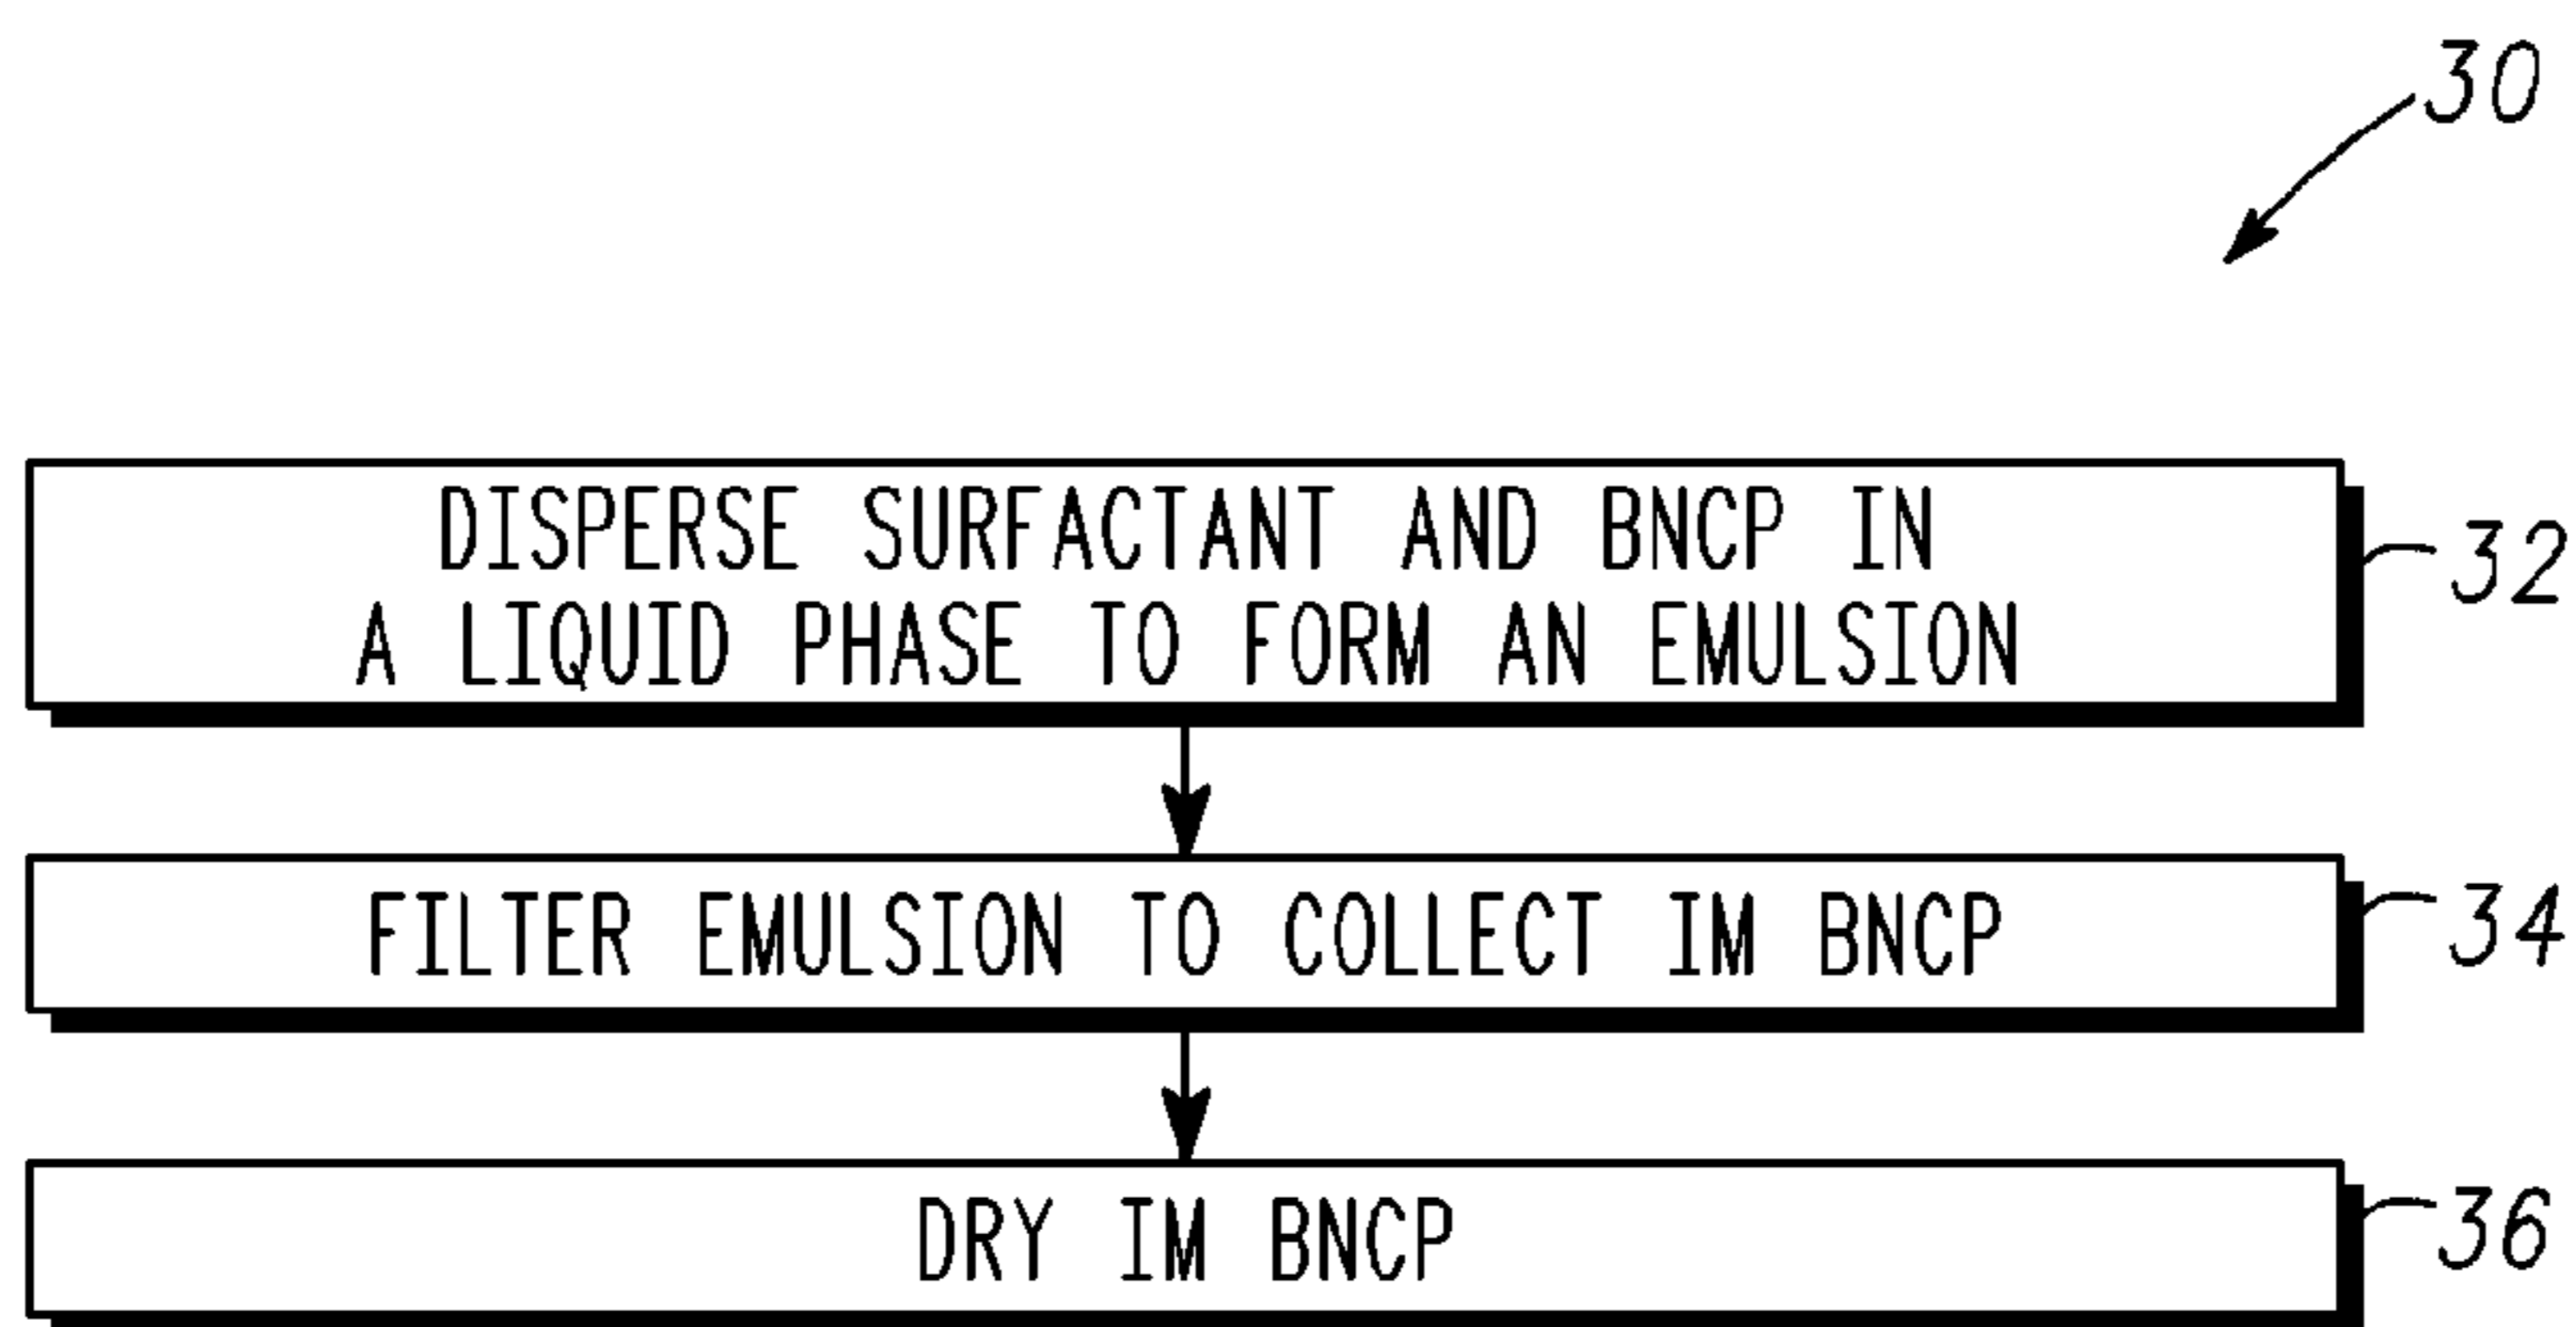 30
DISPERSE SURFACTANT AND BNCP IN
A LIQUID PHASE TO FORM AN EMULSION
32
FILTER EMULSION TO COLLECT IM BNCP
34
DRY IM BNCP
36